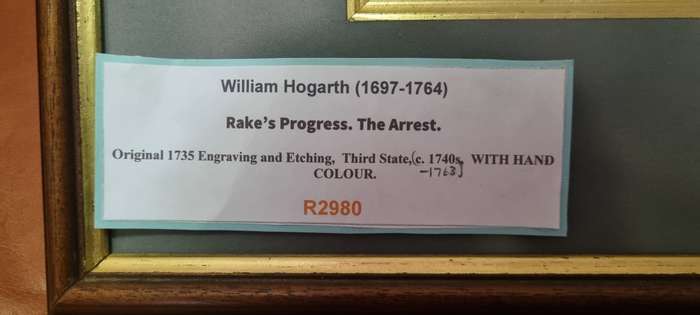 William Hogarth (1697-1764)
Rake's Progress. The Arrest.
Original 1735 Engraving and Etching, Third State,(c. 1740s, WITH HAND
-1763]
COLOUR.
R2980